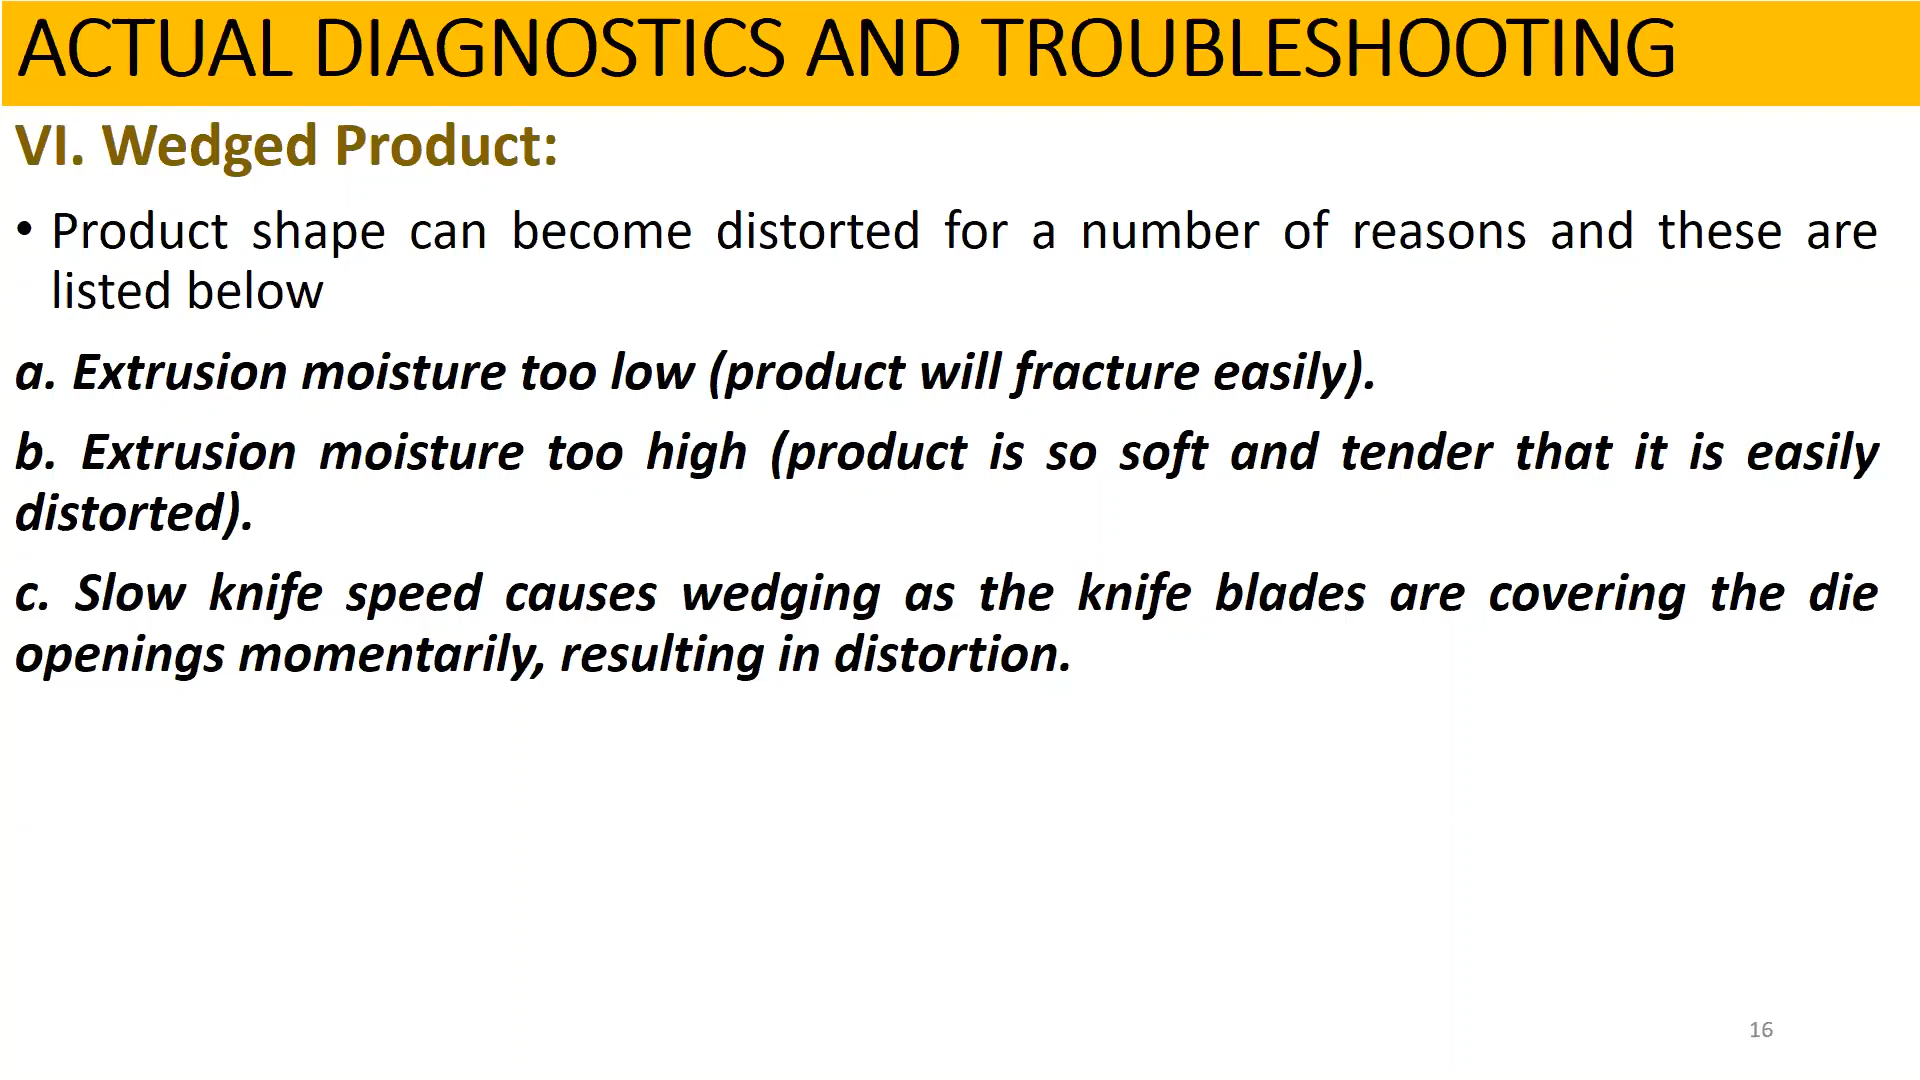 ACTUAL DIAGNOSTICS AND TROUBLESHOOTING
VI. Wedged Product:
• Product shape can become distorted for a number of reasons and these are
listed below
a. Extrusion moisture too low (product will fracture easily).
b. Extrusion moisture too high (product is so soft and tender that it is easily
distorted).
c. Slow knife speed causes wedging as the knife blades are covering the die
openings momentarily, resulting in distortion.
16